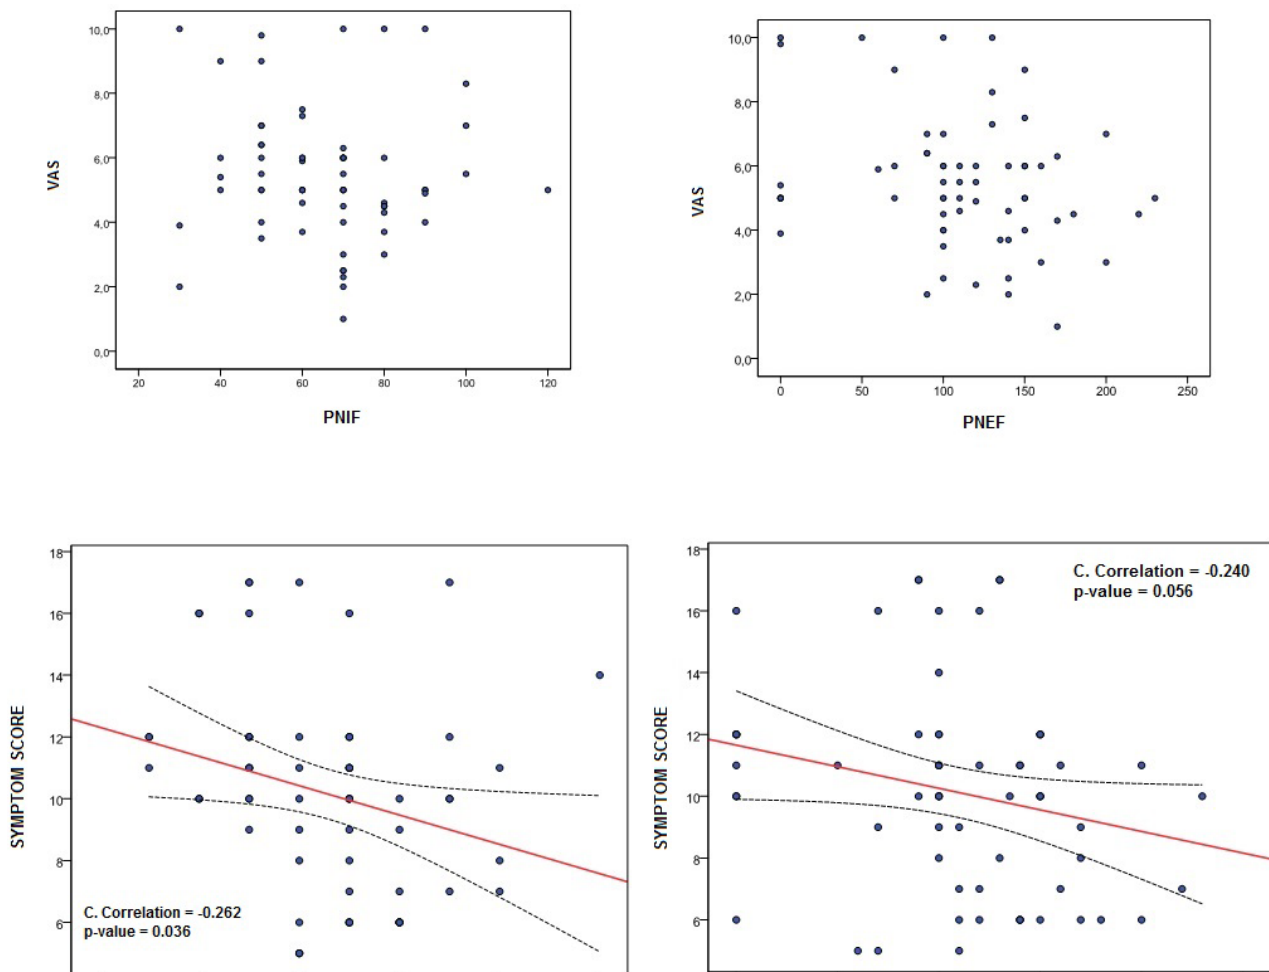 10,0
8,0
6,0
4,0
2,0
0,0
VAS
20 40 60 80 100 120
PNIF
10,0
8,0
6,0
4,0
2,0
0,0
VAS
0 50 100 150 200 250
PNEF
18
16
14
12
10
8
6
SYMPTOM SCORE
C. Correlation = -0.262
p-value = 0.036
18
16
14
12
10
8
6
SYMPTOM SCORE
C. Correlation = -0.240
p-value = 0.056